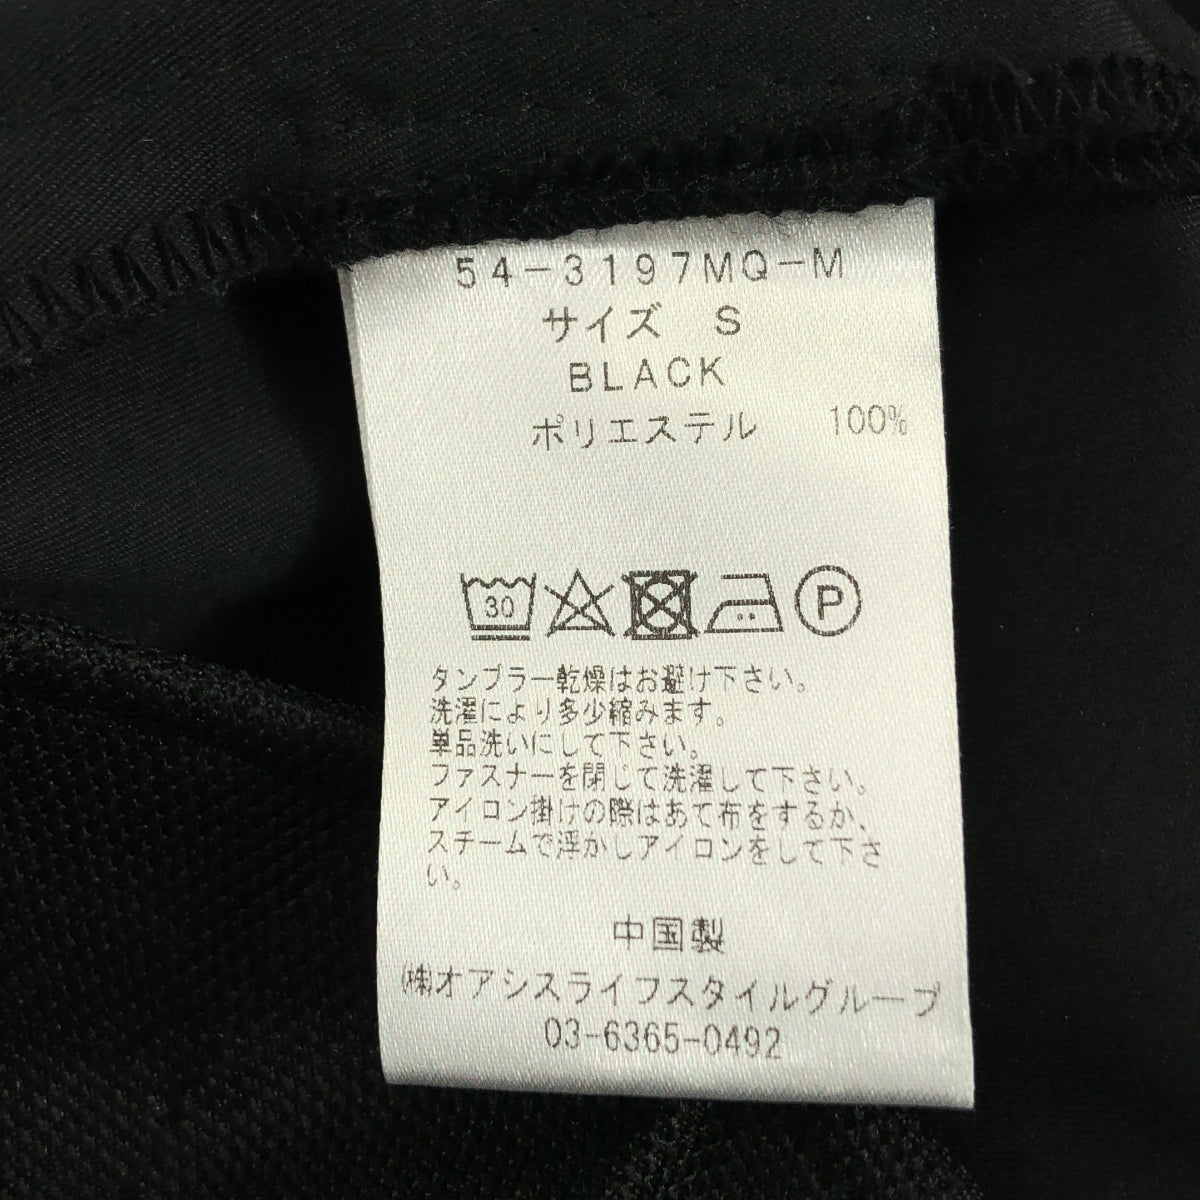 54-3197MQ-M
サイズ S
BLACK
ポリエステル 100%
30 P
タンブラー乾燥はお避け下さい。
洗濯により多少縮みます。
単品洗いにして下さい。
ファスナーを閉じて洗濯して下さい。
アイロン掛けの際はあて布をするか、
スチームで浮かしアイロンをして下さ
い。
中国製
㈱オアシスライフスタイルグループ
03-6365-0492